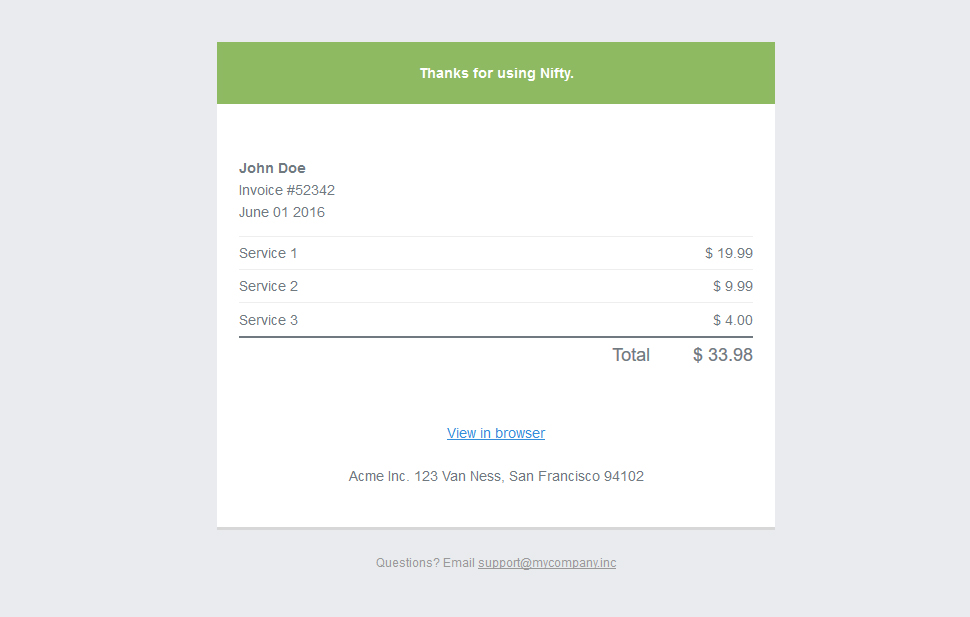 Thanks for using Nifty.
John Doe
Invoice #52342
June 01 2016
Service 1 $ 19.99
Service 2 $ 9.99
Service 3 $ 4.00
Total $ 33.98
View in browser
Acme Inc. 123 Van Ness, San Francisco 94102
Questions? Email support@mycompany.inc